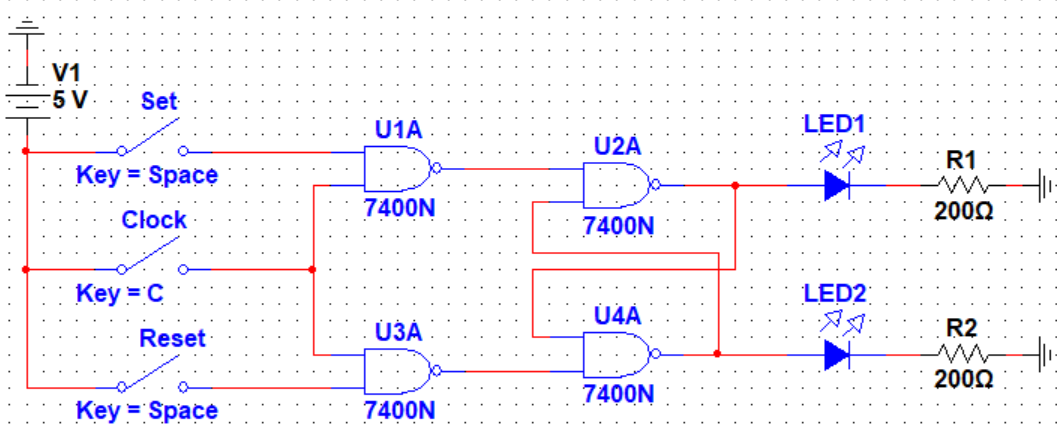 V1
5 V
Set
Key = Space
Clock
Key = C
Reset
Key = Space
U1A
7400N
U3A
7400N
U2A
7400N
U4A
7400N
LED1
R1
200Ω
LED2
R2
200Ω